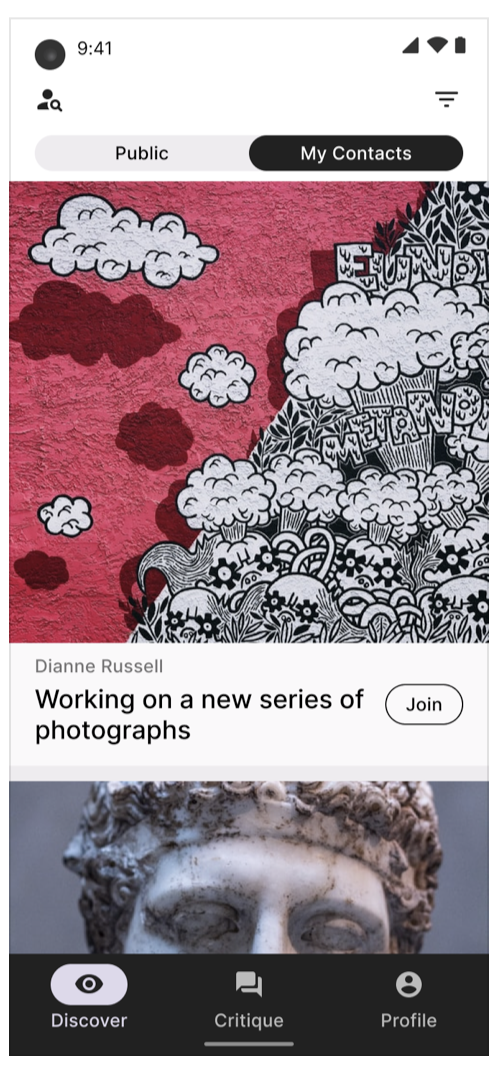 9:41
Public
My Contacts
Dianne Russell
Working on a new series of
photographs
Join
Discover
Critique
Profile